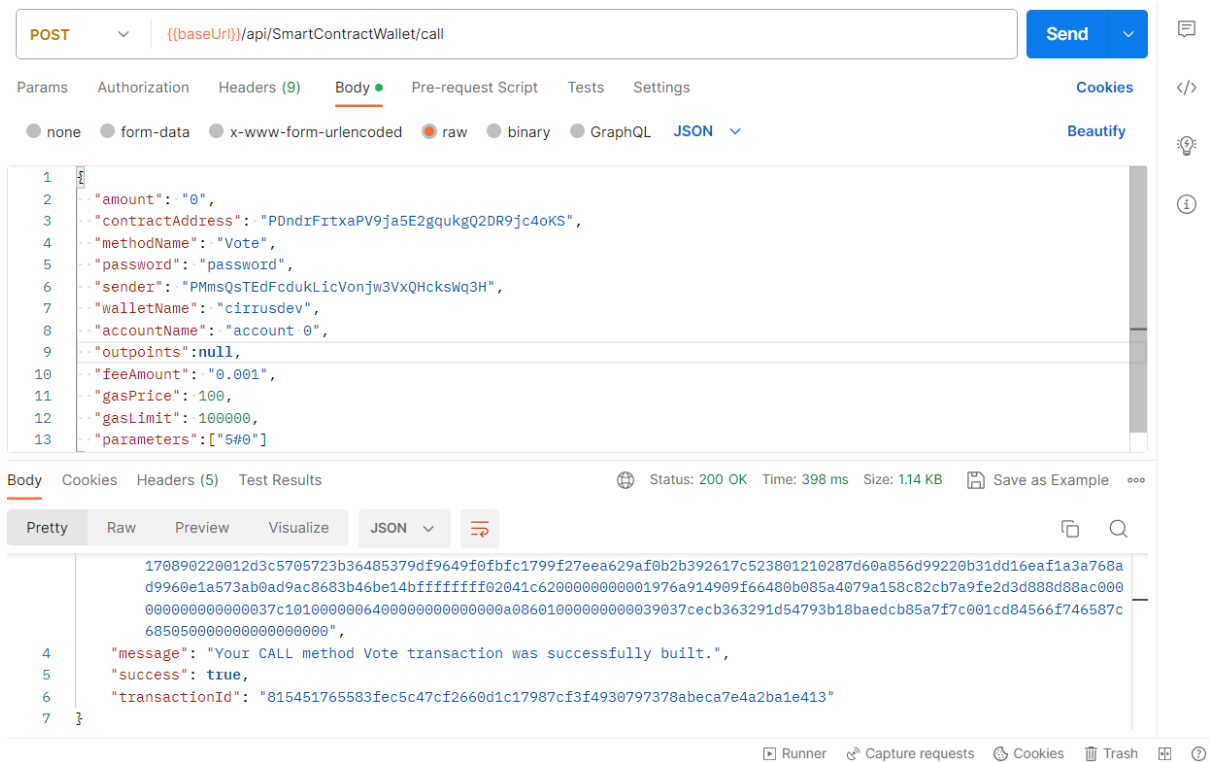 POST {{baseUrl}}/api/SmartContractWallet/call Send
Params Authorization Headers (9) Body Pre-request Script Tests Settings Cookies
none form-data x-www-form-urlencoded raw binary GraphQL JSON Beautify
1 {
2 "amount": "0",
3 "contractAddress": "PDndrFrtxaPV9ja5E2gqukgQ2DR9jc4oKS",
4 "methodName": "Vote",
5 "password": "password",
6 "sender": "PMmsQsTEdFcdukLicVonjw3VxQHcksWq3H",
7 "walletName": "cirrusdev",
8 "accountName": "account 0",
9 "outpoints":null,
10 "feeAmount": "0.001",
11 "gasPrice": 100,
12 "gasLimit": 100000,
13 "parameters":["5#0"]
Body Cookies Headers (5) Test Results Status: 200 OK Time: 398 ms Size: 1.14 KB Save as Example
Pretty Raw Preview Visualize JSON
170890220012d3c5705723b36485379df9649f0fbfc1799f27eea629af0b2b392617c523801210287d60a856d99220b31dd16eaf1a3a768a
d9960e1a573ab0ad9ac8683b46be14bffffffff02041c6200000000001976a914909f66480b085a4079a158c82cb7a9fe2d3d888d88ac000
000000000000037c1010000006400000000000000a08601000000000039037cecb363291d54793b18baedcb85a7f7c001cd84566f746587c
685050000000000000000",
4 "message": "Your CALL method Vote transaction was successfully built.",
5 "success": true,
6 "transactionId": "815451765583fec5c47cf2660d1c17987cf3f4930797378abeca7e4a2ba1e413"
7 }
Runner Capture requests Cookies Trash